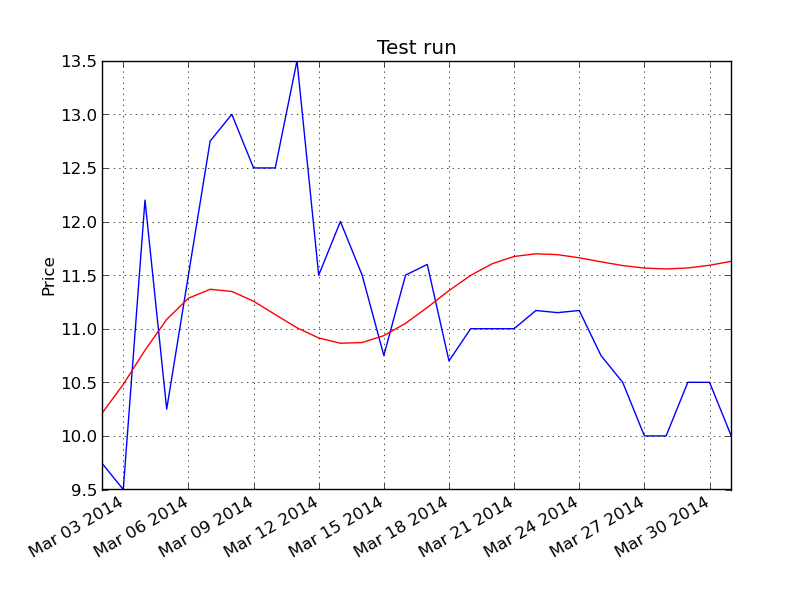 Test run
Price
13.5
13.0
12.5
12.0
11.5
11.0
10.5
10.0
9.5
Mar 03 2014
Mar 06 2014
Mar 09 2014
Mar 12 2014
Mar 15 2014
Mar 18 2014
Mar 21 2014
Mar 24 2014
Mar 27 2014
Mar 30 2014